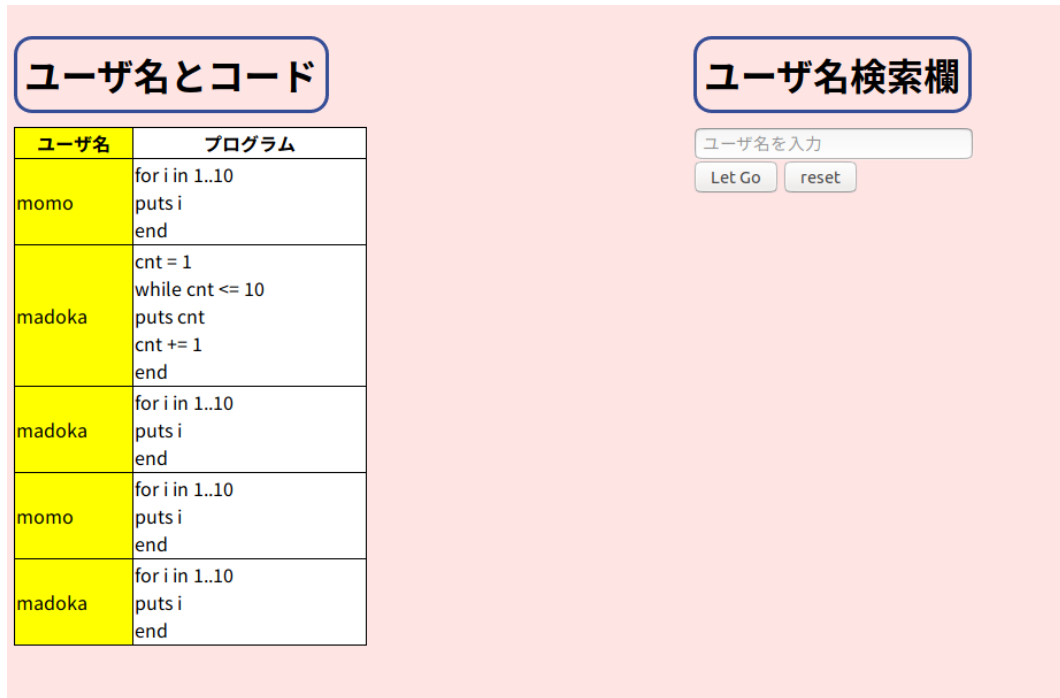 ユーザ名とコード
ユーザ名 プログラム
momo
for i in 1..10
puts i
end
madoka
cnt = 1
while cnt <= 10
puts cnt
cnt += 1
end
madoka
for i in 1..10
puts i
end
momo
for i in 1..10
puts i
end
madoka
for i in 1..10
puts i
end
ユーザ名検索欄
ユーザ名を入力
Let Go reset